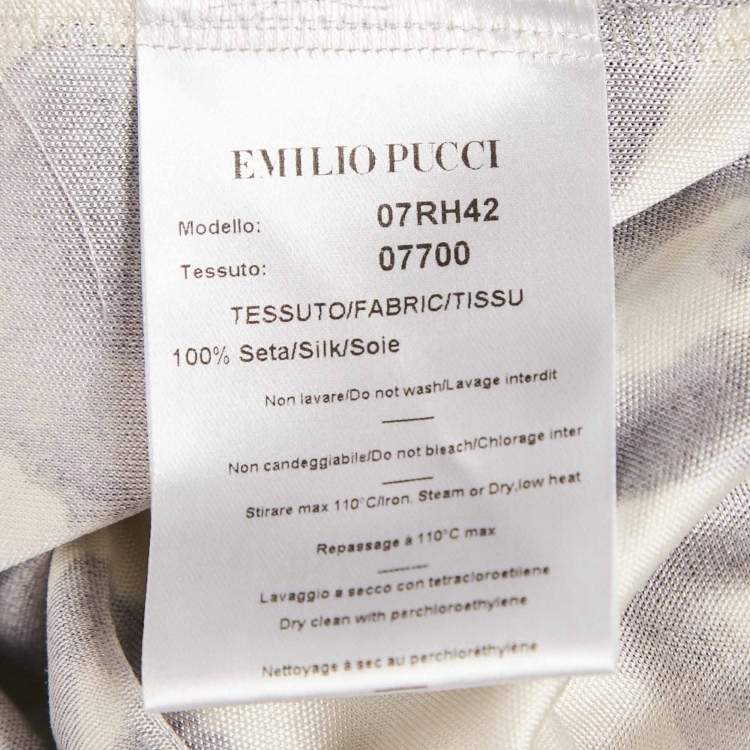 EMILIO PUCCI
Modello: 07RH42
Tessuto: 07700
TESSUTO/FABRIC/TISSU
100% Seta/Silk/Soie
Non lavare/Do not wash/Lavage interdit
Non candeggiabile/Do not bleach/Chlorage inter
Stirare max 110°C/Iron. Steam or Dry,low heat
Repassage à 110°C max
Lavaggio a secco con tetracloroetilene
Dry clean with perchloroethylene
Nettoyage à sec au perchloréthylène